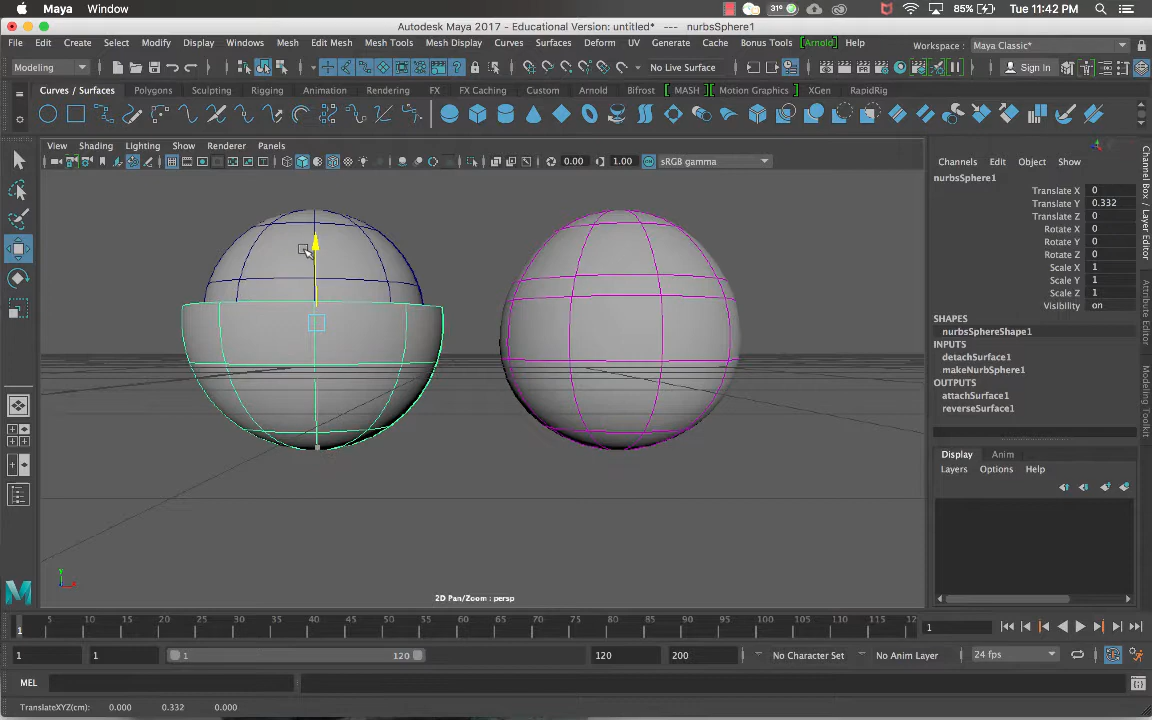 Maya Window 31° 85% Tue 11:42 PM
Autodesk Maya 2017 - Educational Version: untitled* --- nurbsSphere1
File Edit Create Select Modify Display Windows Mesh Edit Mesh Mesh Tools Mesh Display Curves Surfaces Deform UV Generate Cache Bonus Tools [Arnold] Help Workspace : Maya Classic*
Modeling No Live Surface Sign In
Curves / Surfaces Polygons Sculpting Rigging Animation Rendering FX FX Caching Custom Arnold Bifrost MASH Motion Graphics XGen RapidRig
View Shading Lighting Show Renderer Panels
0.00 1.00 sRGB gamma
Channels Edit Object Show
nurbsSphere1
Translate X 0
Translate Y 0.332
Translate Z 0
Rotate X 0
Rotate Y 0
Rotate Z 0
Scale X 1
Scale Y 1
Scale Z 1
Visibility on
SHAPES
nurbsSphereShape1
INPUTS
detachSurface1
makeNurbSphere1
OUTPUTS
attachSurface1
reverseSurface1
Display Anim
Layers Options Help
Channel Box / Layer Editor
Attribute Editor
Modeling Toolkit
y
x
2D Pan/Zoom : persp
5 10 15 20 25 30 35 40 45 50 55 60 65 70 75 80 85 90 95 100 105 110 115 12
1 1
1 1 1 120 120 200 No Character Set No Anim Layer 24 fps
MEL
TranslateXYZ(cm): 0.000 0.332 0.000